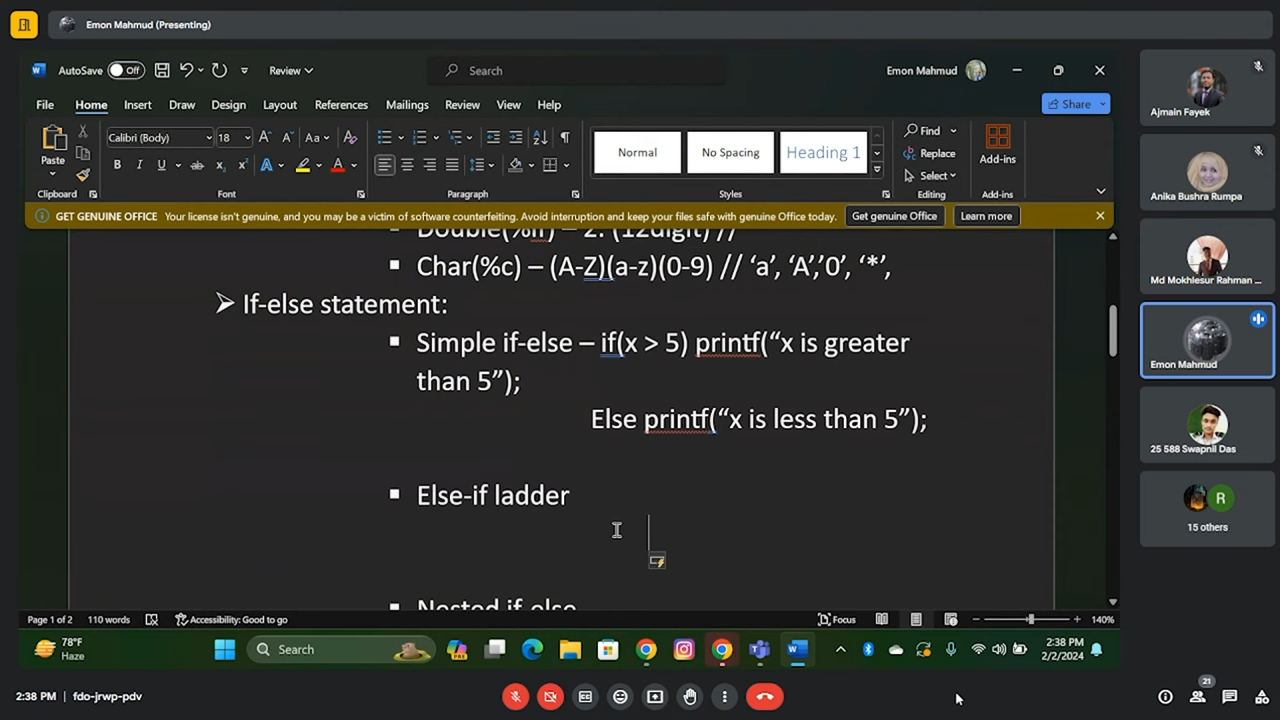 Emon Mahmud (Presenting)
AutoSave Off
Review
Search
Emon Mahmud
File Home Insert Draw Design Layout References Mailings Review View Help
Share
Paste
Clipboard
Calibri (Body) 18
Font
Paragraph
Normal
No Spacing
Heading 1
Styles
Find
Replace
Select
Editing
Add-ins
Add-ins
GET GENUINE OFFICE Your license isn't genuine, and you may be a victim of software counterfeiting. Avoid interruption and keep your files safe with genuine Office today. Get genuine Office Learn more
Double(%lf) – 2. (12digit) //
Char(%c) – (A-Z)(a-z)(0-9) // ‘a’, ‘A’,’0’, ‘*’,
If-else statement:
Simple if-else – if(x > 5) printf(“x is greater
than 5”);
Else printf(“x is less than 5”);
Else-if ladder
Nested if-else
Page 1 of 2 110 words Accessibility: Good to go Focus 140%
78°F
Haze
Search
2:38 PM
2/2/2024
Ajmain Fayek
Anika Bushra Rumpa
Md Mokhlesur Rahman ...
Emon Mahmud
25 588 Swapnil Das
R
15 others
2:38 PM | fdo-jrwp-pdv
21